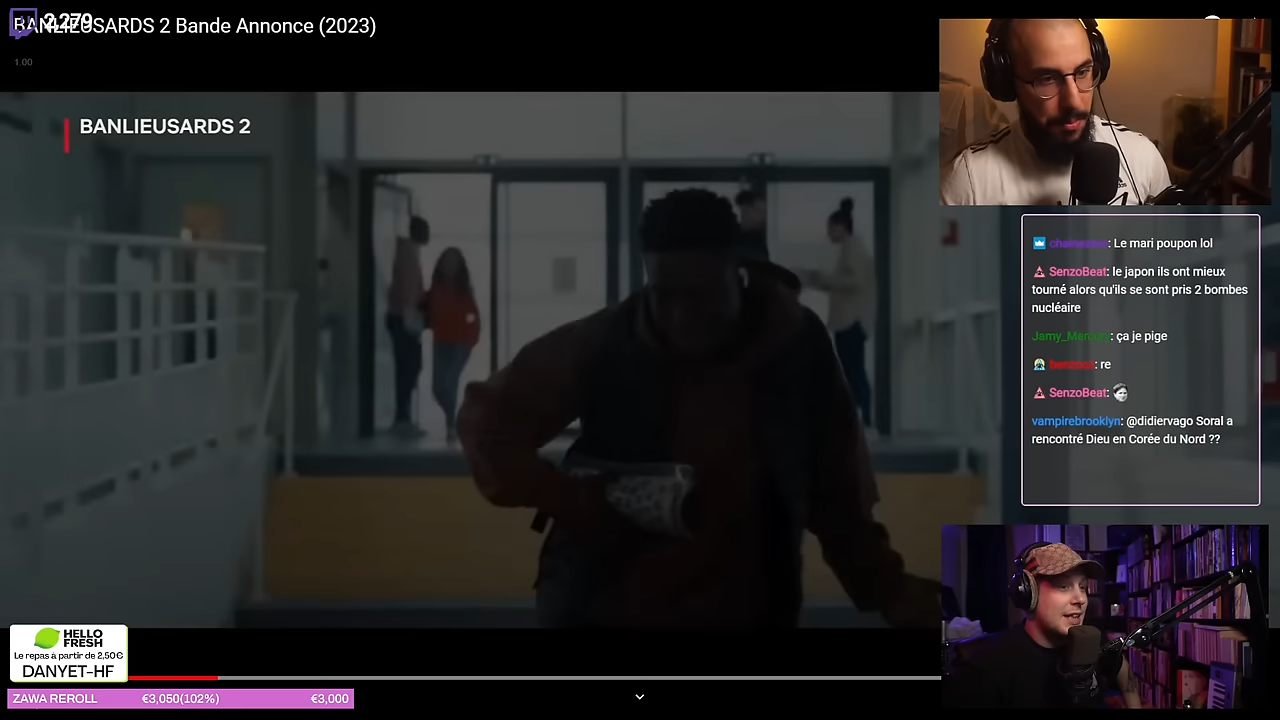 2,279
BANLIEUSARDS 2 Bande Annonce (2023)
1.00
BANLIEUSARDS 2
: Le mari poupon lol
SenzoBeat: le japon ils ont mieux
tourné alors qu'ils se sont pris 2 bombes
nucléaire
: ça je pige
: re
SenzoBeat:
vampirebrooklyn: @didiervago Soral a
rencontré Dieu en Corée du Nord ??
HELLO
FRESH
Le repas à partir de 2,50€
DANYET-HF
ZAWA REROLL €3,050(102%) €3,000